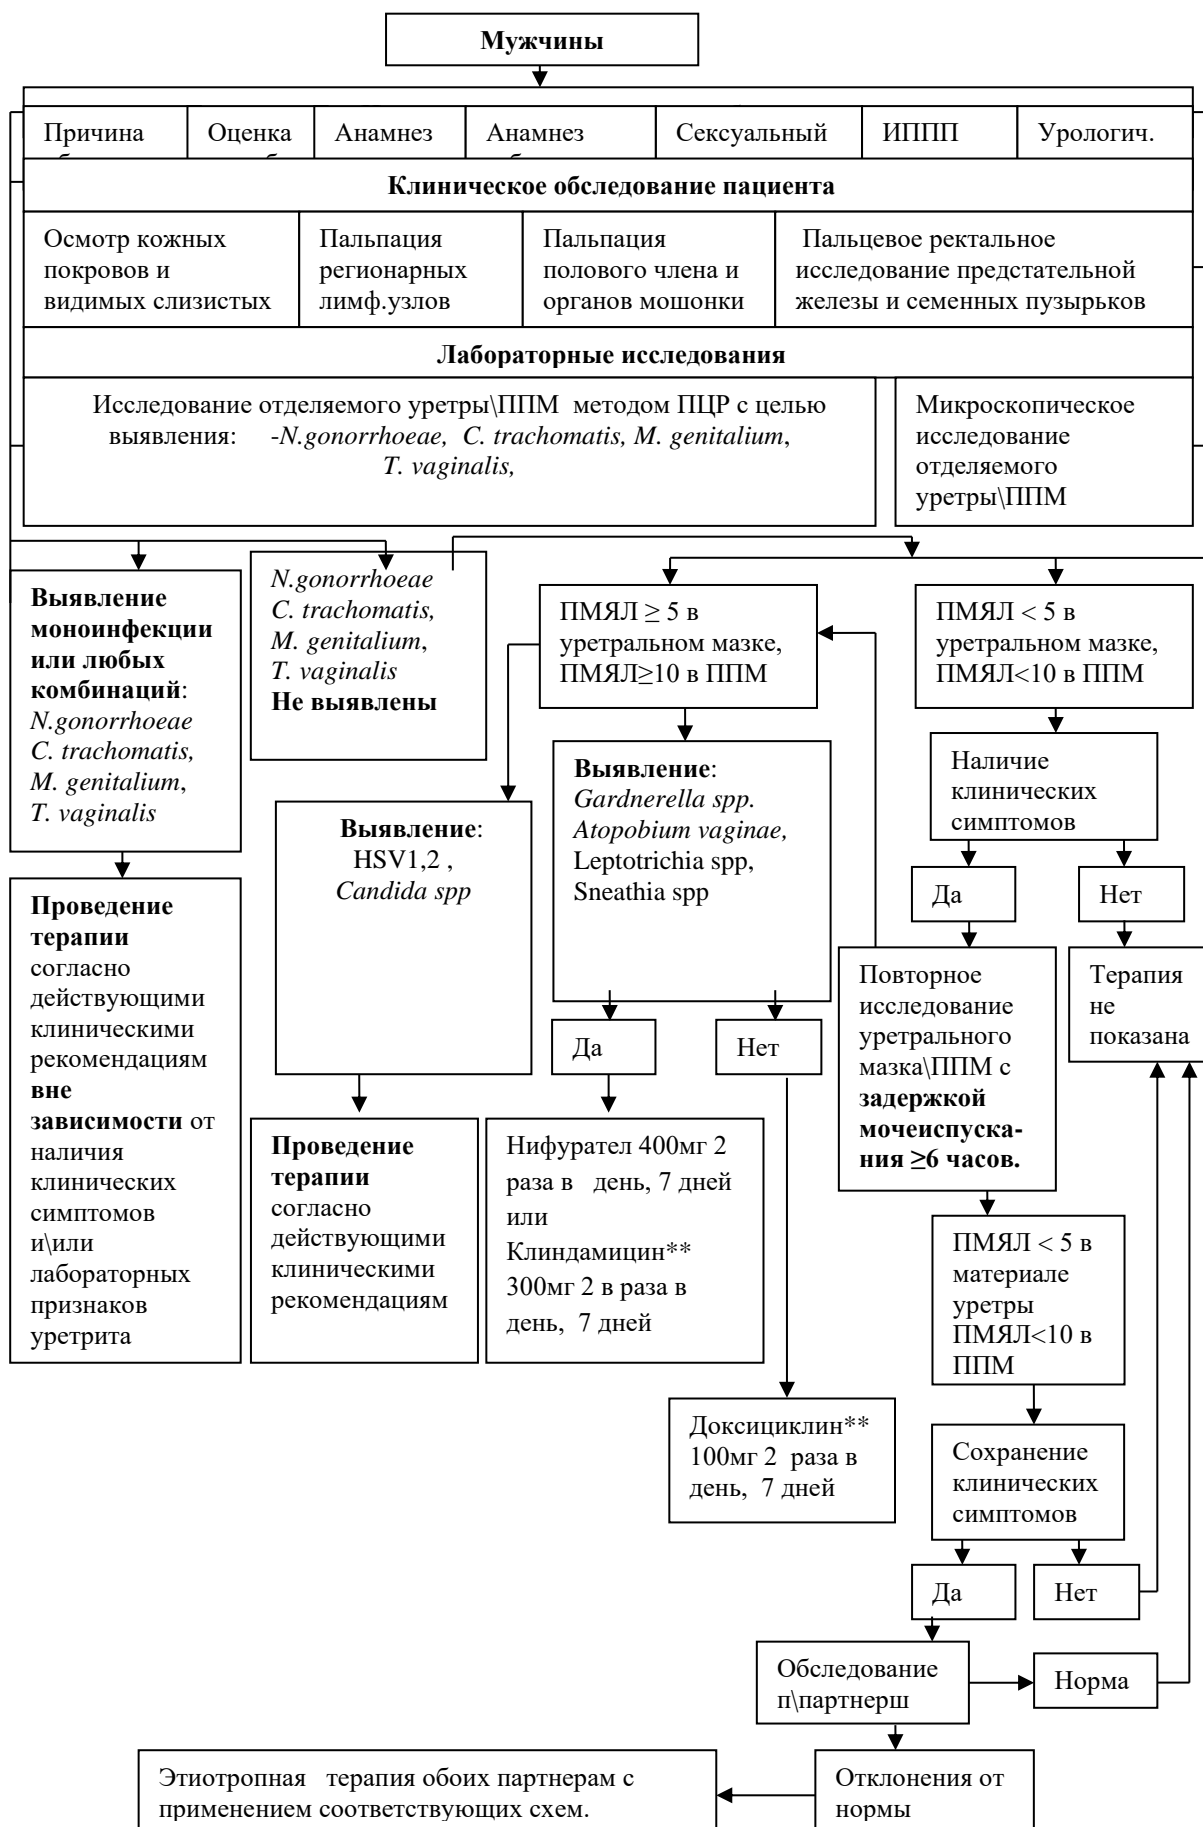 Мужчины
Причина
Оценка
Анамнез
Анамнез
Сексуальный
ИППП
Урологич.
Клиническое обследование пациента
Осмотр кожных
покровов и
видимых слизистых
Пальпация
регионарных
лимф.узлов
Пальпация
полового члена и
органов мошонки
Пальцевое ректальное
исследование предстательной
железы и семенных пузырьков
Лабораторные исследования
Исследование отделяемого уретры\ППМ методом ПЦР с целью
выявления: -N.gonorrhoeae, C. trachomatis, M. genitalium,
T. vaginalis,
Микроскопическое
исследование
отделяемого
уретры\ППМ
Выявление
моноинфекции
или любых
комбинаций:
N.gonorrhoeae
C. trachomatis,
M. genitalium,
T. vaginalis
N.gonorrhoeae
C. trachomatis,
M. genitalium,
T. vaginalis
Не выявлены
ПМЯЛ ≥ 5 в
уретральном мазке,
ПМЯЛ≥10 в ППМ
ПМЯЛ < 5 в
уретральном мазке,
ПМЯЛ<10 в ППМ
Наличие
клинических
симптомов
Выявление:
HSV1,2 ,
Candida spp
Выявление:
Gardnerella spp.
Atopobium vaginae,
Leptotrichia spp,
Sneathia spp
Да
Нет
Проведение
терапии
согласно
действующими
клиническими
рекомендациям
вне
зависимости от
наличия
клинических
симптомов
и\или
лабораторных
признаков
уретрита
Повторное
исследование
уретрального
мазка\ППМ с
задержкой
мочеиспуска-
ния ≥6 часов.
Терапия
не
показана
Да
Нет
Проведение
терапии
согласно
действующими
клиническими
рекомендациям
Нифурател 400мг 2
раза в день, 7 дней
или
Клиндамицин**
300мг 2 в раза в
день, 7 дней
ПМЯЛ < 5 в
материале
уретры
ПМЯЛ<10 в
ППМ
Доксициклин**
100мг 2 раза в
день, 7 дней
Сохранение
клинических
симптомов
Да
Нет
Обследование
п\партнерш
Норма
Этиотропная терапия обоих партнерам с
применением соответствующих схем.
Отклонения от
нормы